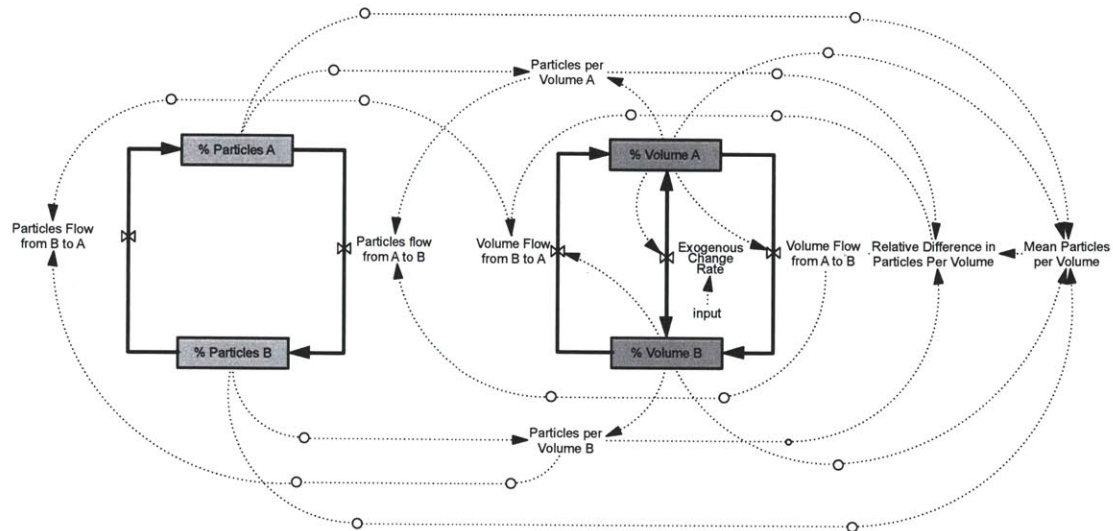 Particles per
Volume A
% Particles A
% Volume A
Particles Flow
from B to A
Particles flow
from A to B
Volume Flow
from B to A
Exogenous
Change
Rate
Volume Flow
from A to B
Relative Difference in
Particles Per Volume
Mean Particles
per Volume
input
% Particles B
% Volume B
Particles per
Volume B